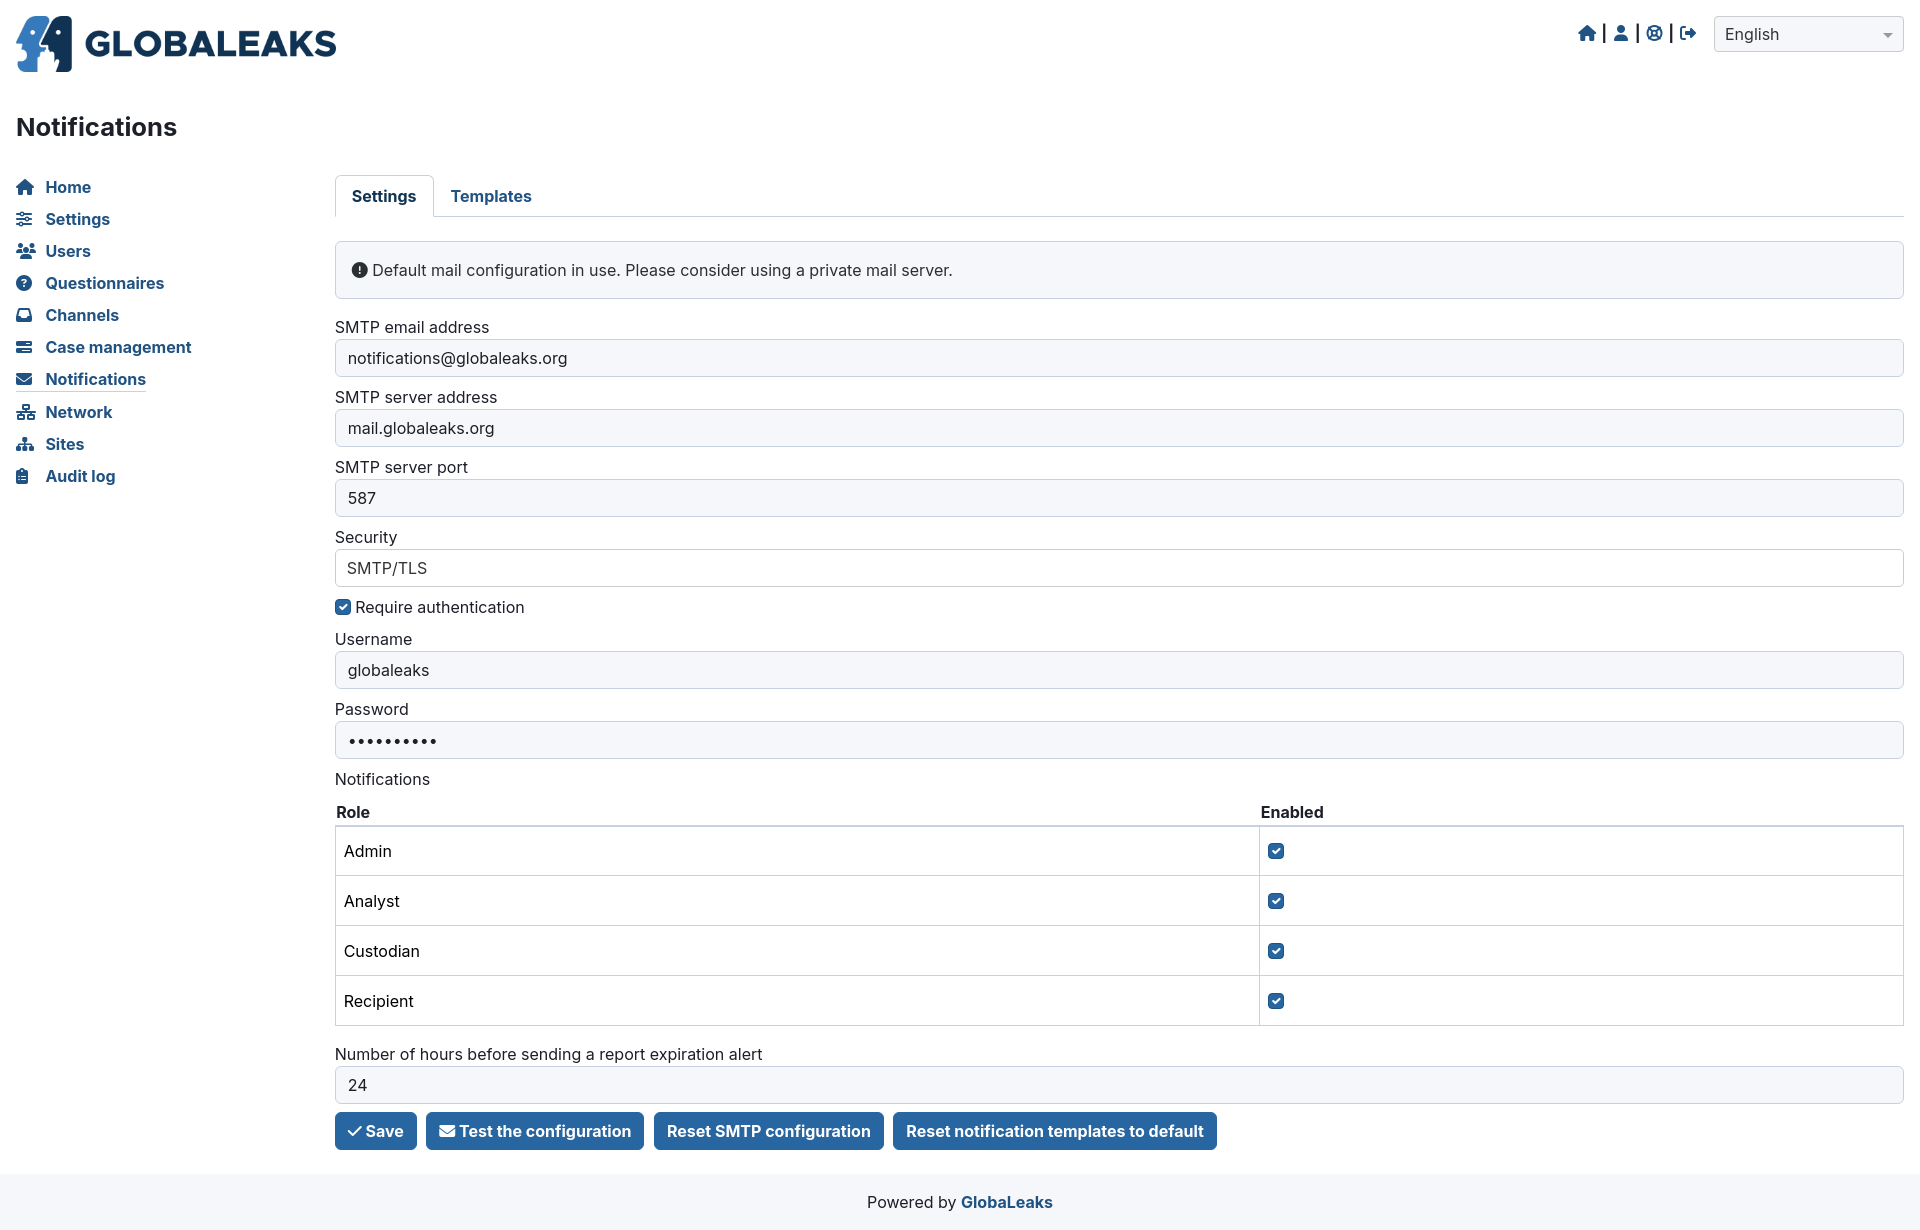 GLOBALEAKS
| | |
English
Notifications
Home
Settings
Users
Questionnaires
Channels
Case management
Notifications
Network
Sites
Audit log
Settings Templates
Default mail configuration in use. Please consider using a private mail server.
SMTP email address
notifications@globaleaks.org
SMTP server address
mail.globaleaks.org
SMTP server port
587
Security
SMTP/TLS
Require authentication
Username
globaleaks
Password
••••••••••
Notifications
Role Enabled
Admin
Analyst
Custodian
Recipient
Number of hours before sending a report expiration alert
24
Save Test the configuration Reset SMTP configuration Reset notification templates to default
Powered by GlobaLeaks